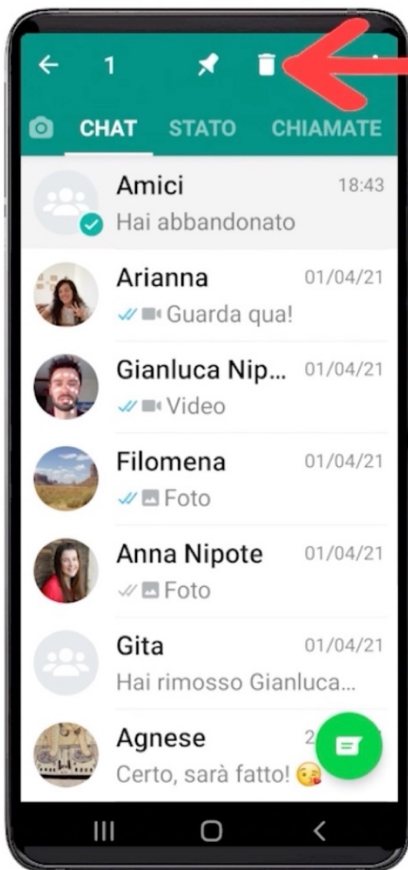 1
CHAT STATO CHIAMATE
Amici 18:43
Hai abbandonato
Arianna 01/04/21
Guarda qua!
Gianluca Nip... 01/04/21
Video
Filomena 01/04/21
Foto
Anna Nipote 01/04/21
Foto
Gita 01/04/21
Hai rimosso Gianluca...
Agnese
Certo, sarà fatto! 😘